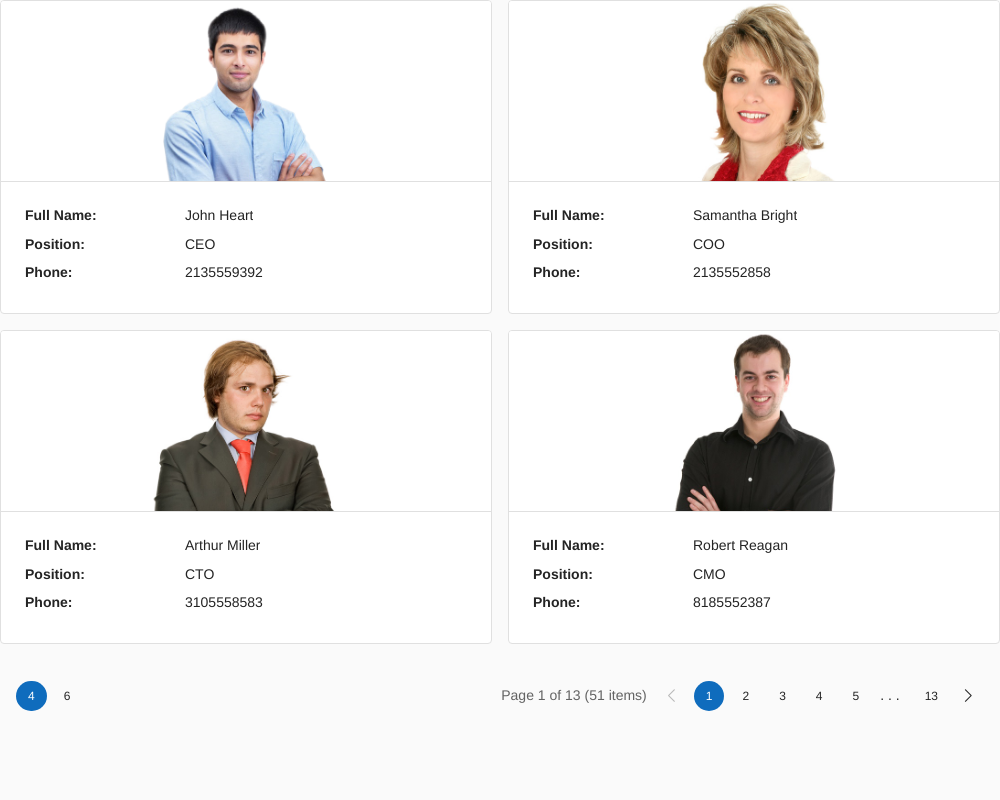 Full Name: John Heart
Position: CEO
Phone: 2135559392
Full Name: Samantha Bright
Position: COO
Phone: 2135552858
Full Name: Arthur Miller
Position: CTO
Phone: 3105558583
Full Name: Robert Reagan
Position: CMO
Phone: 8185552387
4 6 Page 1 of 13 (51 items) 1 2 3 4 5 . . . 13